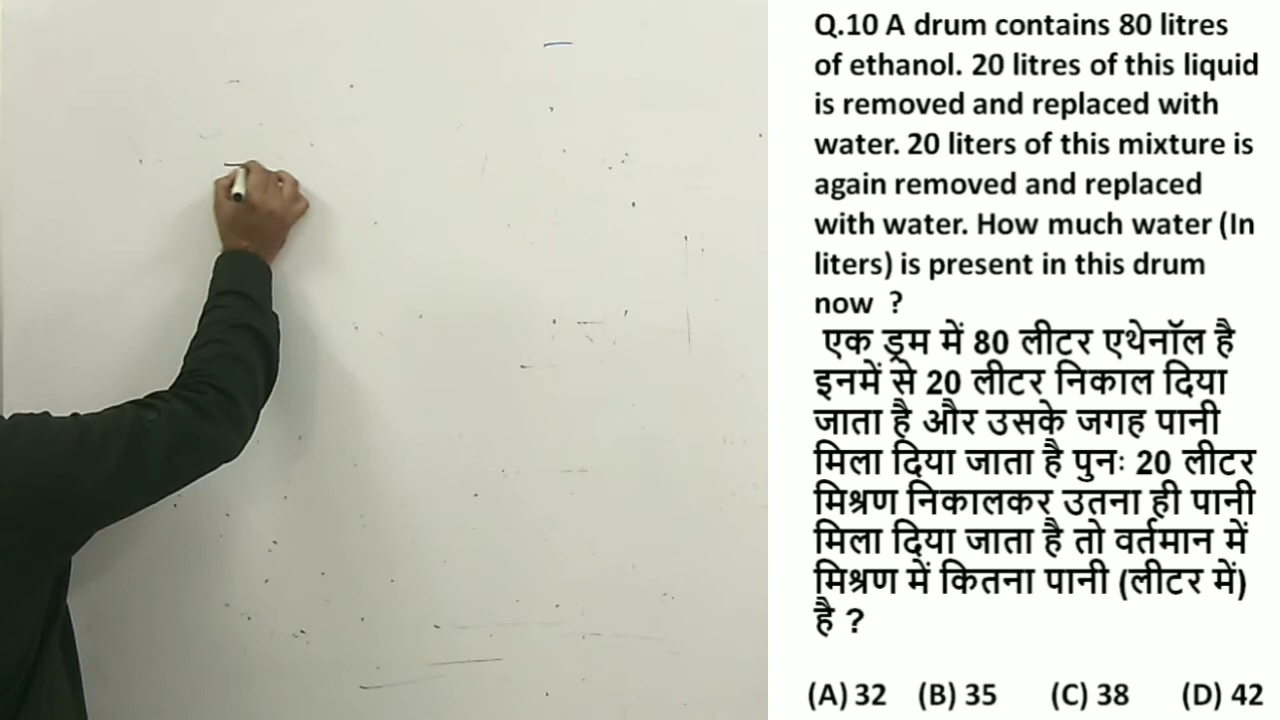 Q.10 A drum contains 80 litres
of ethanol. 20 litres of this liquid
is removed and replaced with
water. 20 liters of this mixture is
again removed and replaced
with water. How much water (In
liters) is present in this drum
now ?
एक ड्रम में 80 लीटर एथेनॉल है
इनमें से 20 लीटर निकाल दिया
जाता है और उसके जगह पानी
मिला दिया जाता है पुनः 20 लीटर
मिश्रण निकालकर उतना ही पानी
मिला दिया जाता है तो वर्तमान में
मिश्रण में कितना पानी (लीटर में)
है ?
(A) 32 (B) 35 (C) 38 (D) 42